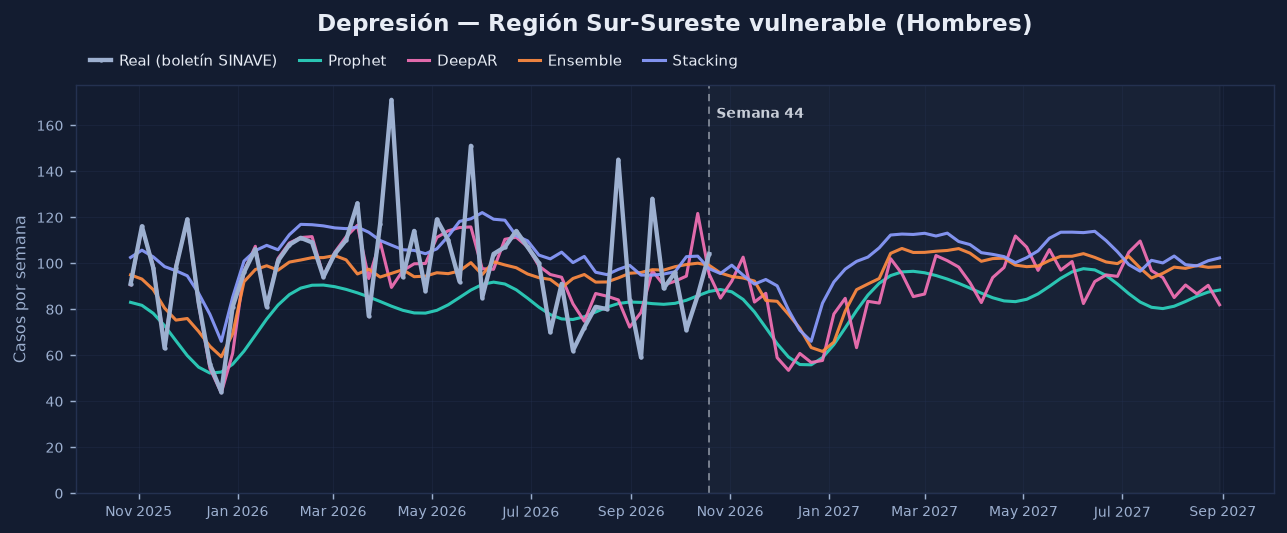 Depresión — Región Sur-Sureste vulnerable (Hombres)
Real (boletín SINAVE) Prophet DeepAR Ensemble Stacking
Semana 44
Casos por semana
160
140
120
100
80
60
40
20
0
Nov 2025 Jan 2026 Mar 2026 May 2026 Jul 2026 Sep 2026 Nov 2026 Jan 2027 Mar 2027 May 2027 Jul 2027 Sep 2027